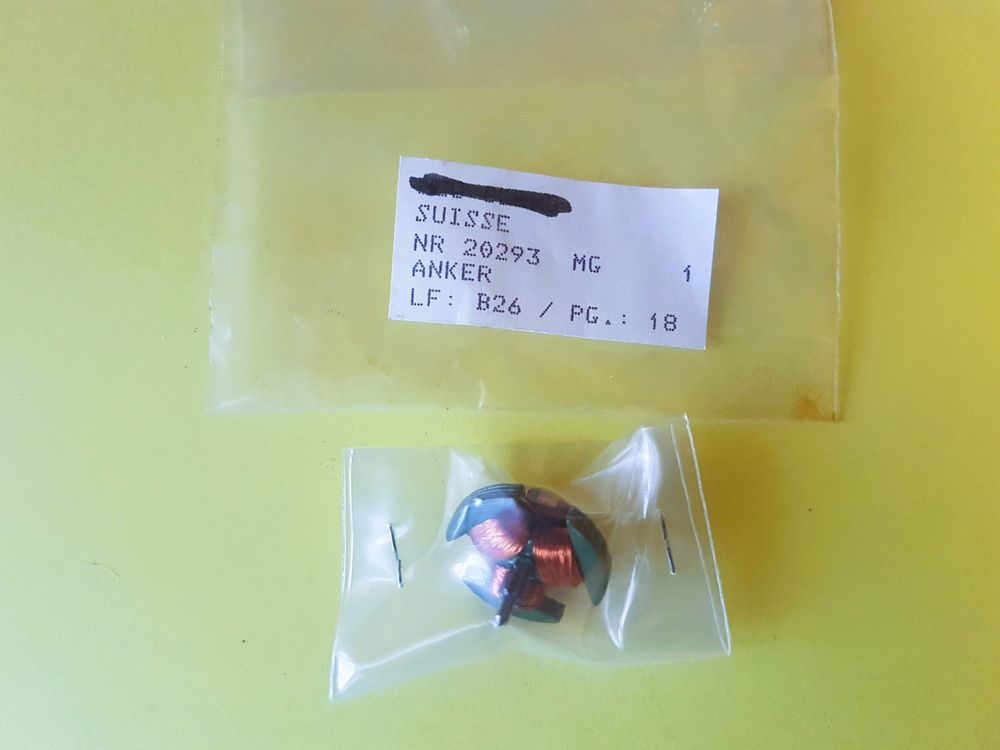 SUISSE
NR 20293 MG 1
ANKER
LF: B26 / PG.: 18